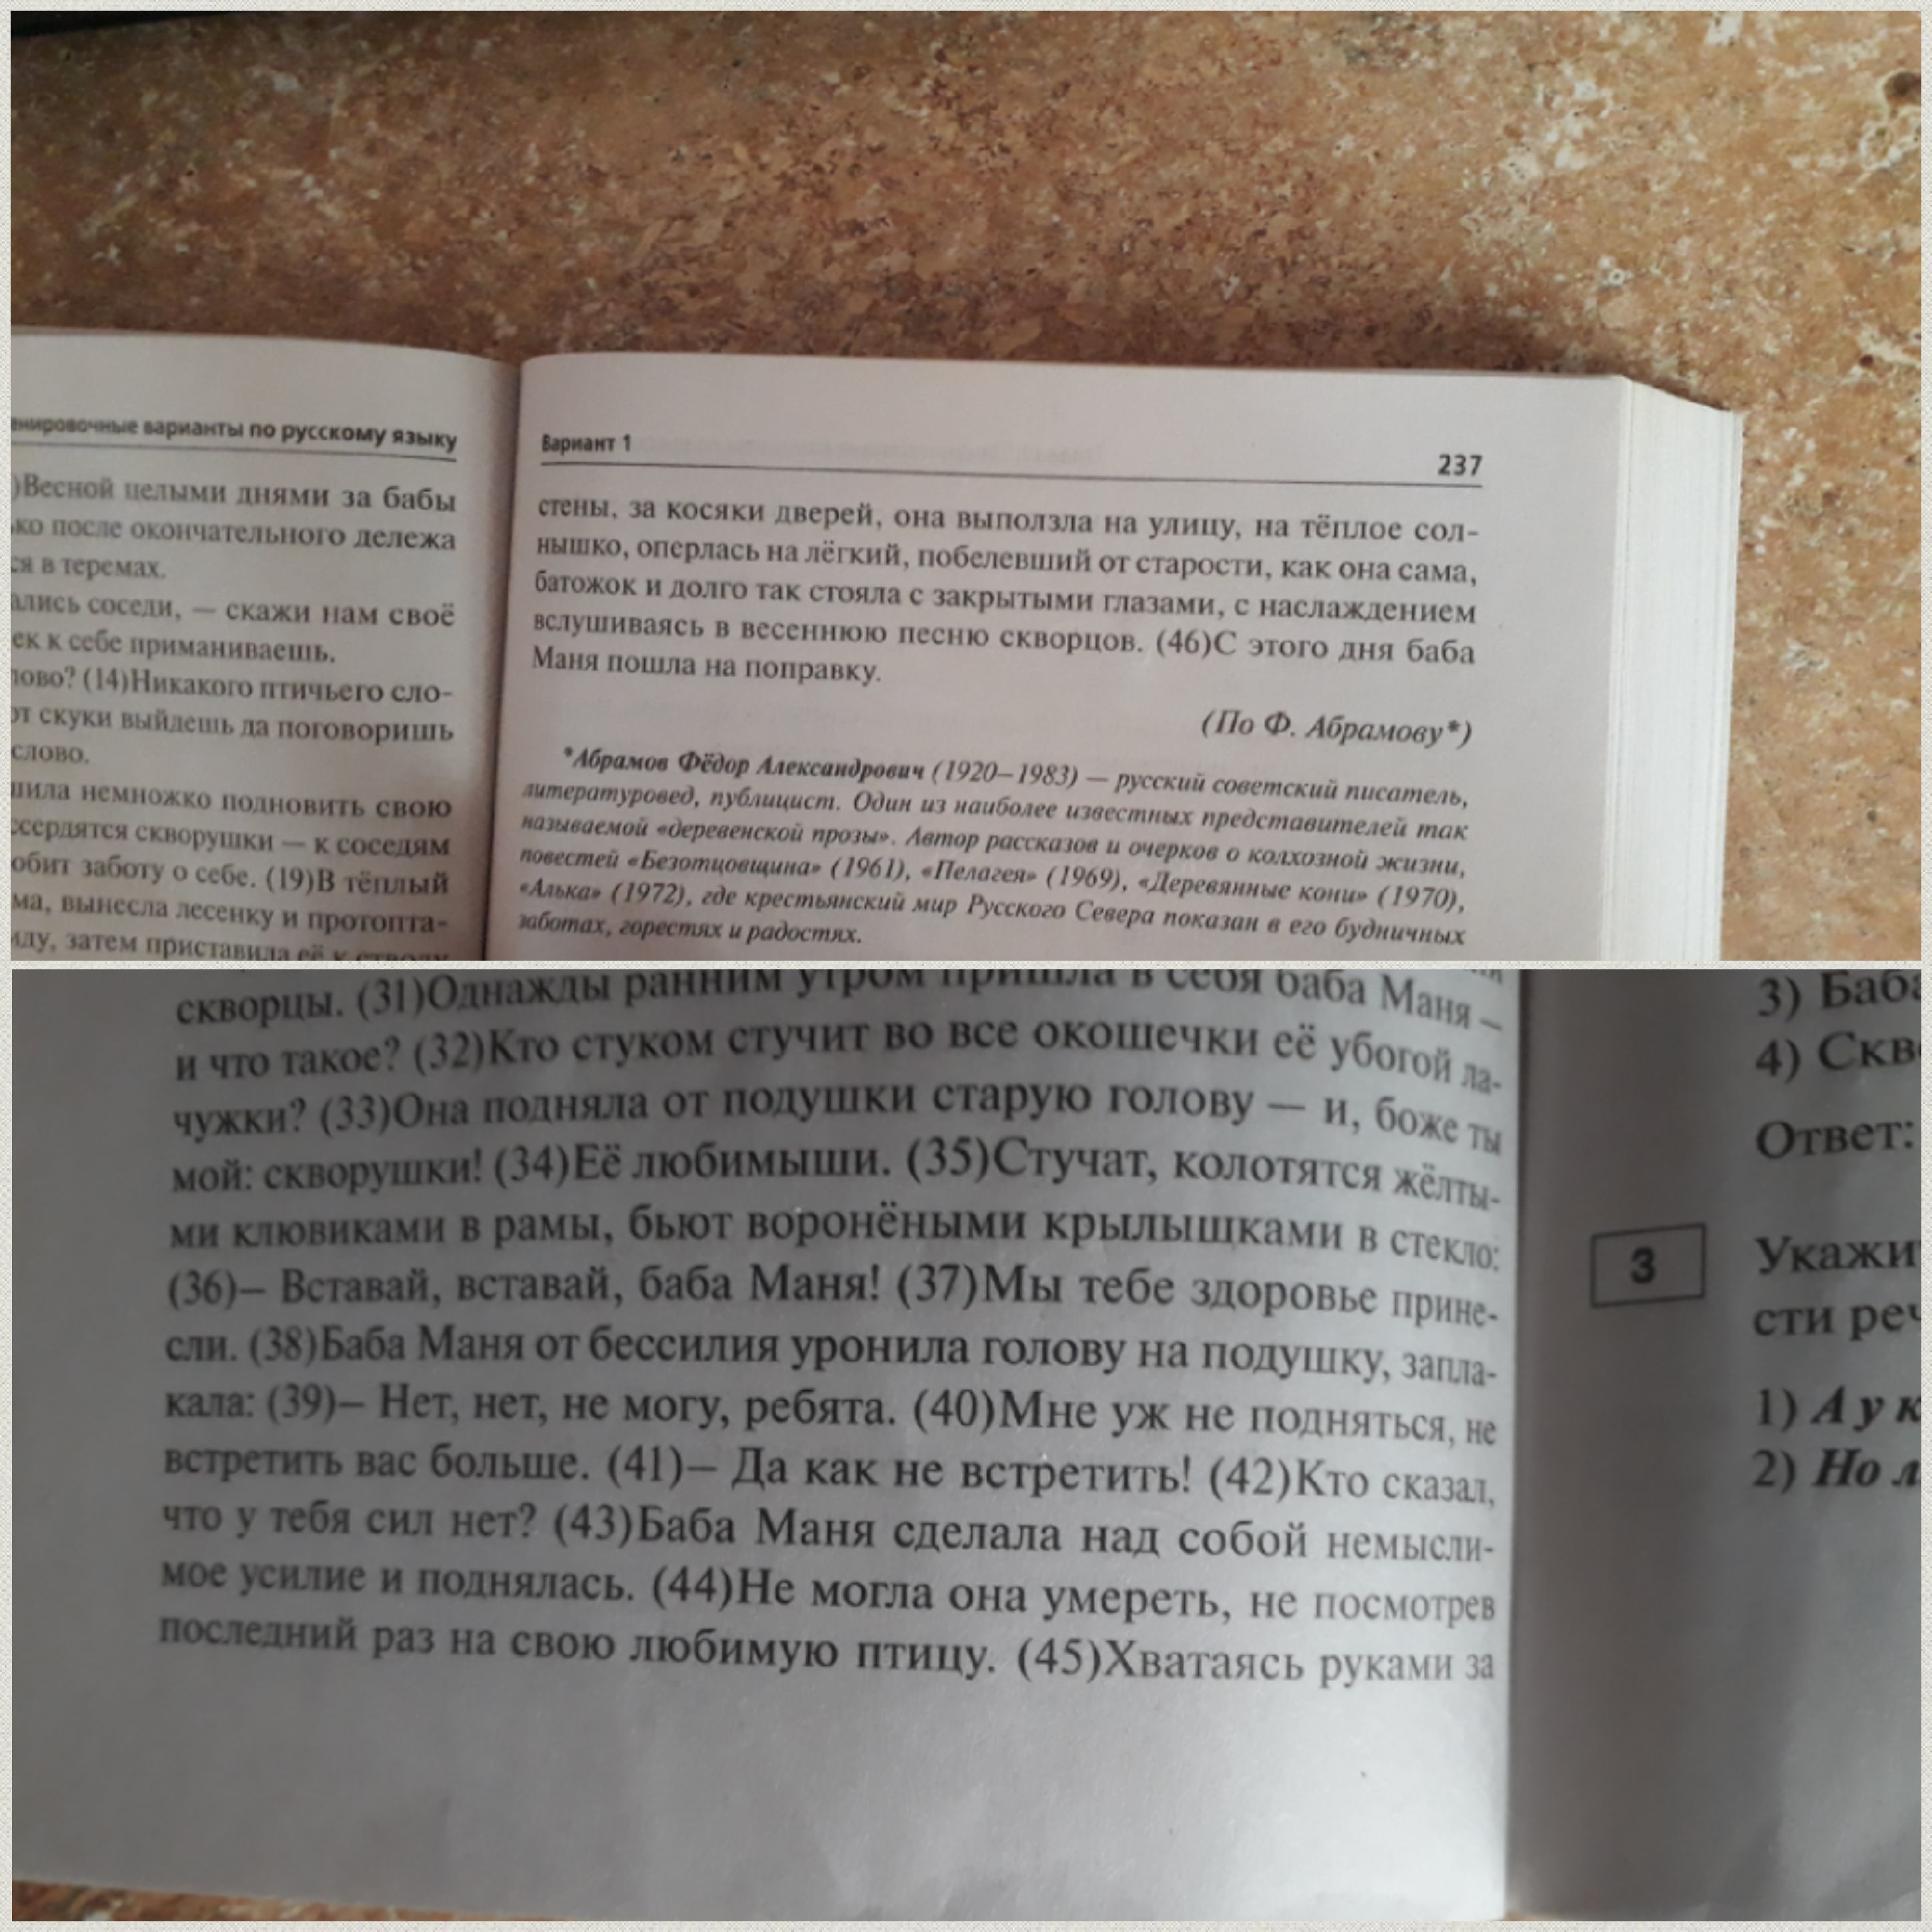 тренировочные варианты по русскому языку
)Весной целыми днями за бабы
ко после окончательного дележа
ся в теремах.
ались соседи, — скажи нам своё
ек к себе приманиваешь.
лово? (14)Никакого птичьего сло-
от скуки выйдешь да поговоришь
слово.
шила немножко подновить свою
ссердятся скворушки — к соседям
юбит заботу о себе. (19)В тёплый
ма, вынесла лесенку и протопта-
иду, затем приставила её к стволу
Вариант 1
237
стены, за косяки дверей, она выползла на улицу, на тёплое сол-
нышко, оперлась на лёгкий, побелевший от старости, как она сама,
батожок и долго так стояла с закрытыми глазами, с наслаждением
вслушиваясь в весеннюю песню скворцов. (46)С этого дня баба
Маня пошла на поправку.
(По Ф. Абрамову*)
*Абрамов Фёдор Александрович (1920–1983) — русский советский писатель,
литературовед, публицист. Один из наиболее известных представителей так
называемой «деревенской прозы». Автор рассказов и очерков о колхозной жизни,
повестей «Безотцовщина» (1961), «Пелагея» (1969), «Деревянные кони» (1970),
«Алька» (1972), где крестьянский мир Русского Севера показан в его будничных
заботах, горестях и радостях.
скворцы. (31)Однажды ранним утром пришла в себя баба Маня –
и что такое? (32)Кто стуком стучит во все окошечки её убогой ла-
чужки? (33)Она подняла от подушки старую голову — и, боже ты
мой: скворушки! (34)Её любимыши. (35)Стучат, колотятся жёлты-
ми клювиками в рамы, бьют воронёными крылышками в стекло:
(36)– Вставай, вставай, баба Маня! (37)Мы тебе здоровье прине-
сли. (38)Баба Маня от бессилия уронила голову на подушку, запла-
кала: (39)– Нет, нет, не могу, ребята. (40)Мне уж не подняться, не
встретить вас больше. (41)– Да как не встретить! (42)Кто сказал,
что у тебя сил нет? (43)Баба Маня сделала над собой немысли-
мое усилие и поднялась. (44)Не могла она умереть, не посмотрев
последний раз на свою любимую птицу. (45)Хватаясь руками за
3) Баба
4) Скв
Ответ:
3
Укажи
сти реч
1) А у к
2) Но л